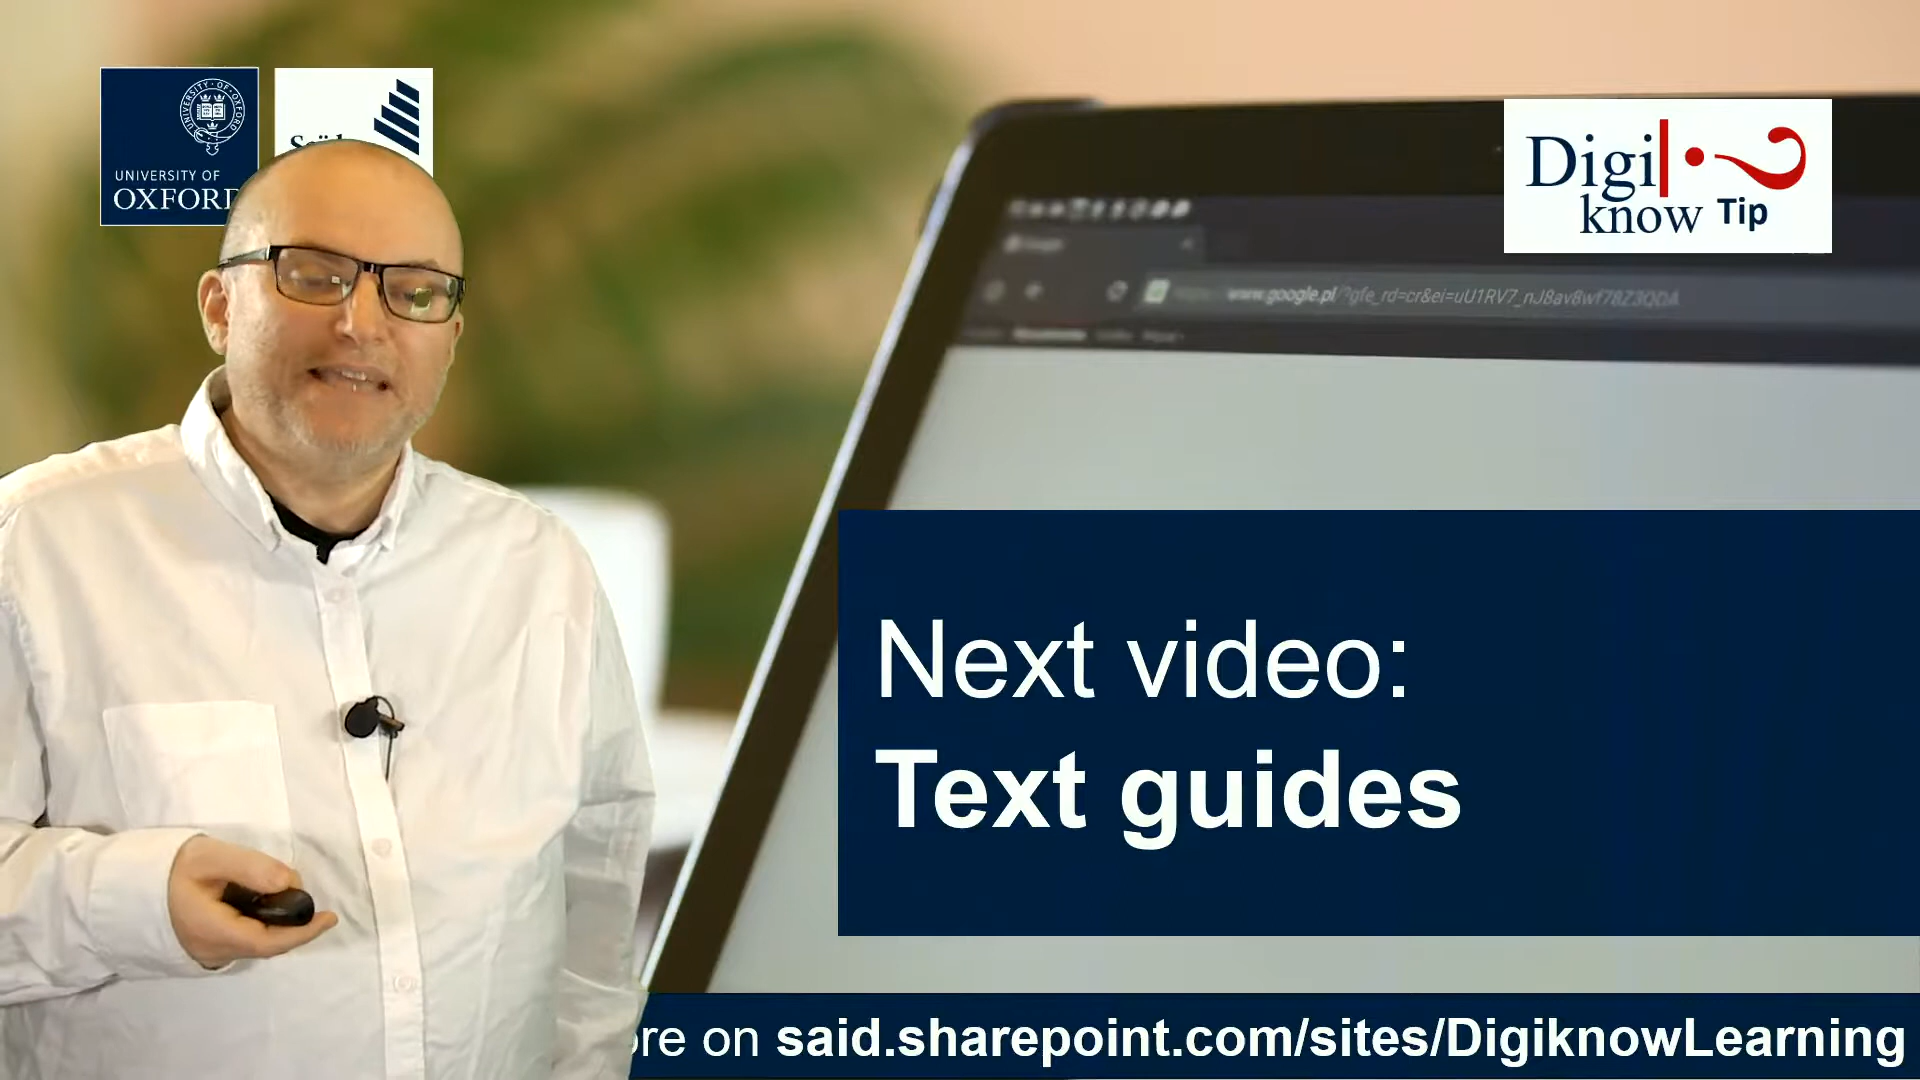 UNIVERSITY OF
OXFORD
Digi
know Tip
www.google.pl/?gfe_rd=cr&ei=uU1RV7_nJ8av8wf78Z3QDA
Next video:
Text guides
ore on said.sharepoint.com/sites/DigiknowLearning